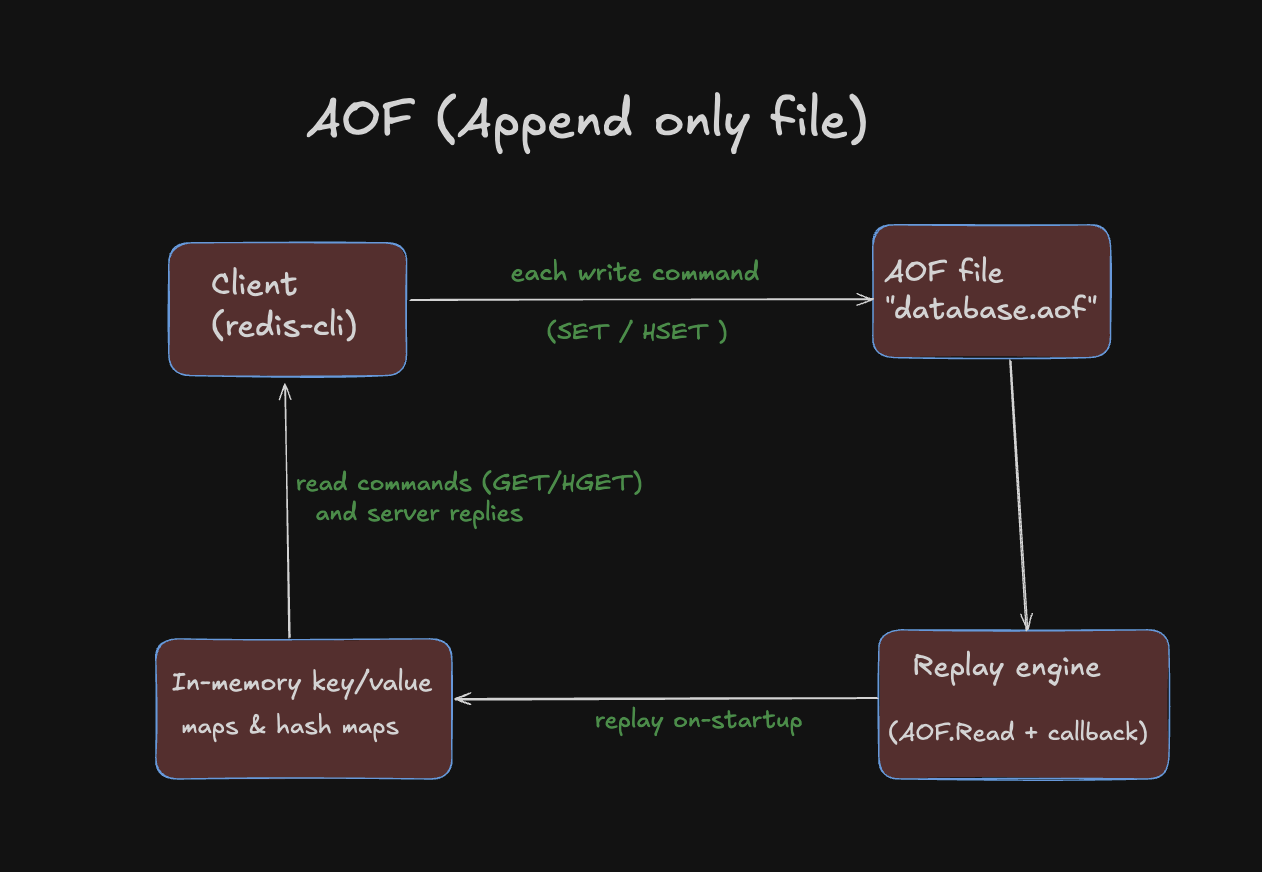 AOF (Append only file)
Client
(redis-cli)
each write command
(SET / HSET )
AOF file
"database.aof"
read commands (GET/HGET)
and server replies
In-memory key/value
maps & hash maps
replay on-startup
Replay engine
(AOF.Read + callback)